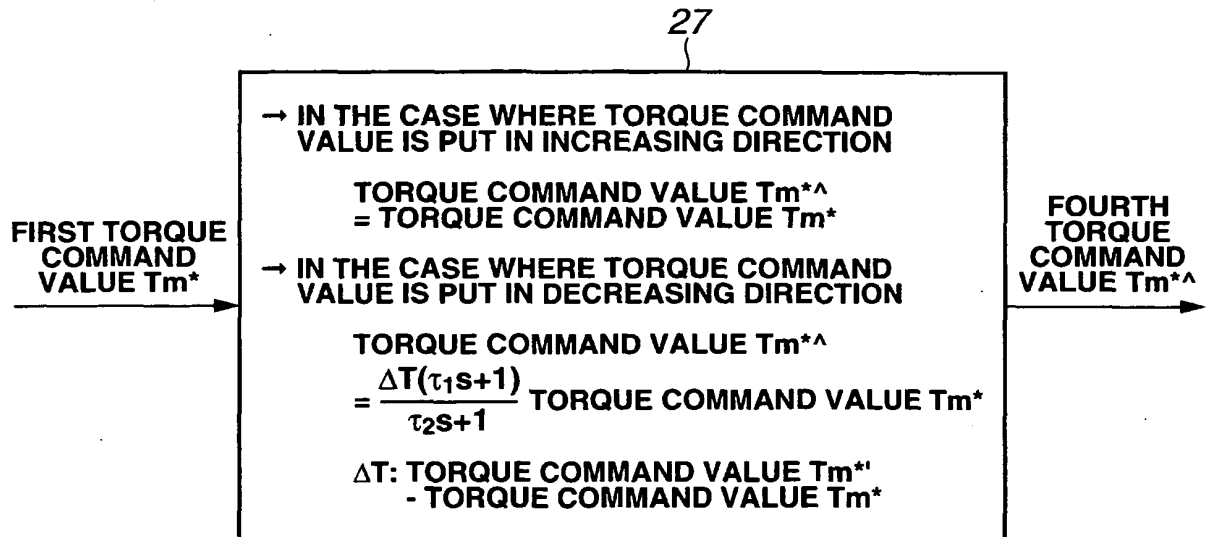 27
→ IN THE CASE WHERE TORQUE COMMAND
VALUE IS PUT IN INCREASING DIRECTION
TORQUE COMMAND VALUE Tm*^
= TORQUE COMMAND VALUE Tm*
FIRST TORQUE
COMMAND
VALUE Tm*
→ IN THE CASE WHERE TORQUE COMMAND
VALUE IS PUT IN DECREASING DIRECTION
TORQUE COMMAND VALUE Tm*^
= ΔT(τ₁s+1)
τ₂s+1
TORQUE COMMAND VALUE Tm*
ΔT: TORQUE COMMAND VALUE Tm*'
- TORQUE COMMAND VALUE Tm*
FOURTH
TORQUE
COMMAND
VALUE Tm*^